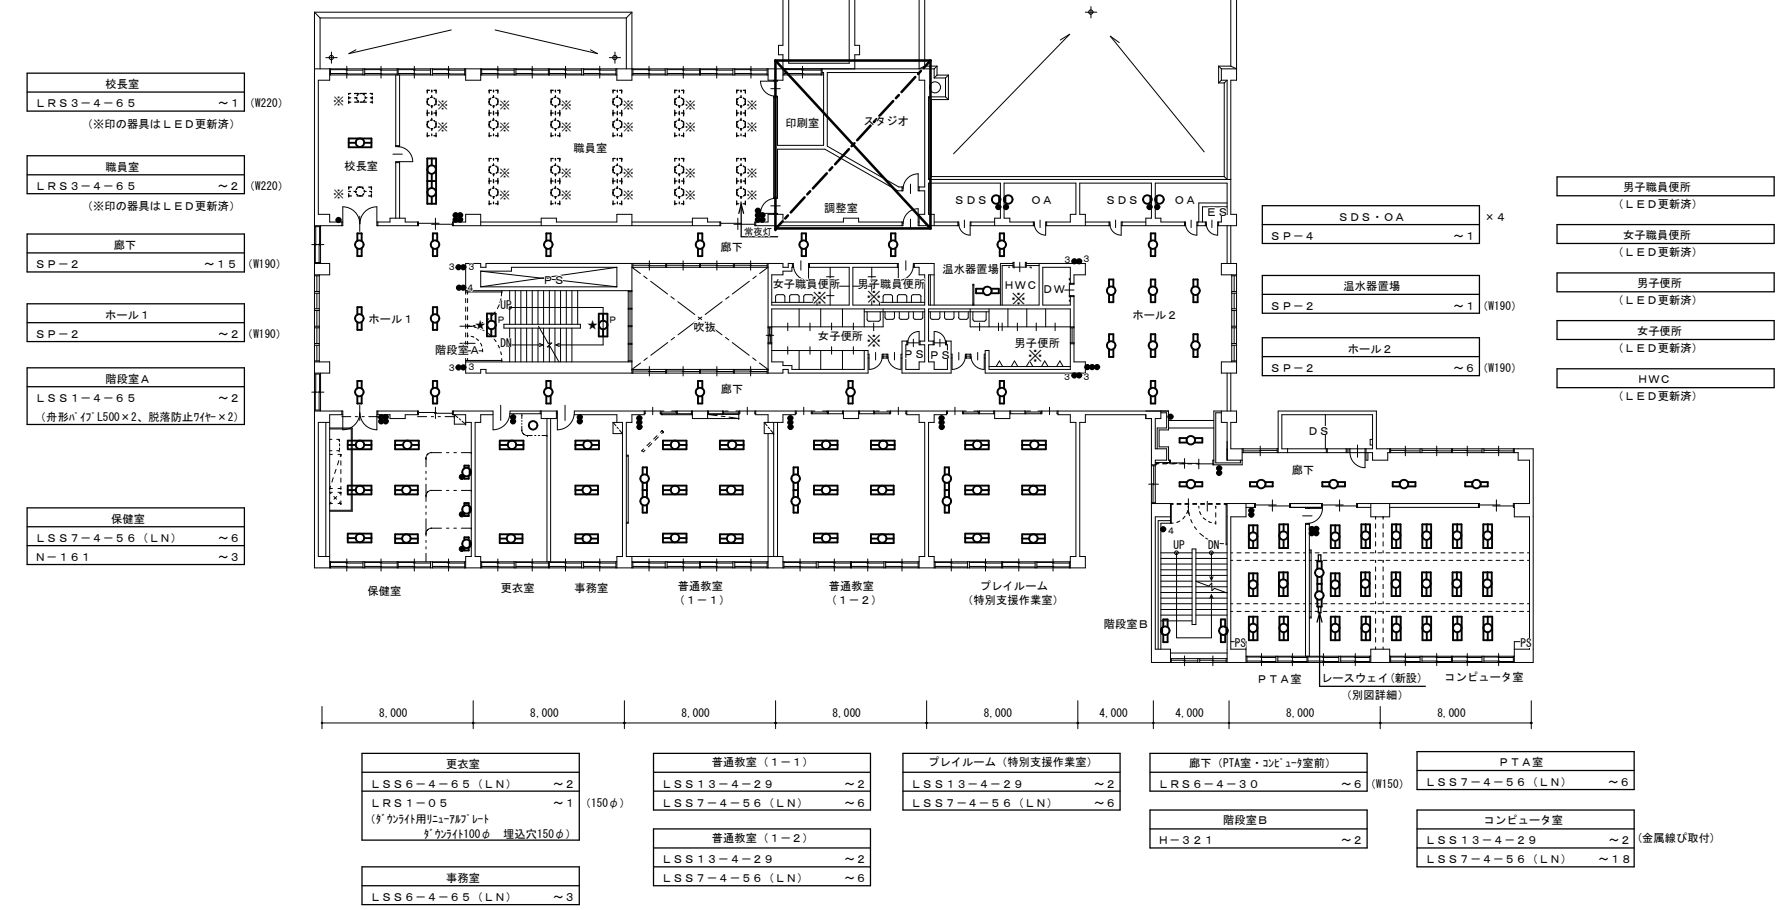 校長室
ＬＲＳ３－４－６５ ～１ (W220)
(※印の器具はＬＥＤ更新済)
職員室
ＬＲＳ３－４－６５ ～２ (W220)
(※印の器具はＬＥＤ更新済)
廊下
ＳＰ－２ ～１５ (W190)
ホール１
ＳＰ－２ ～２ (W190)
階段室Ａ
ＬＳＳ１－４－６５ ～２
(舟形ﾊﾟｲﾌﾟL500×２、脱落防止ﾜｲﾔｰ×２)
保健室
ＬＳＳ７－４－５６（ＬＮ） ～６
Ｎ－１６１ ～３
※ ※ ※ ※ ※ ※ ※
※ ※ ※ ※ ※ ※
校長室
職員室
※ ※ ※ ※ ※
※ ※ ※ ※ ※ ※
印刷室
スタジオ
調整室
常夜灯
廊下
ＳＤＳ ＯＡ ＳＤＳ ＯＡ
ＥＳ
3 3
4
ＰＳ
UP
P P
★ ★
DN
ホール１
階段室Ａ
3 3
吹抜
女子職員便所
※
男子職員便所
※
温水器置場
ＨＷＣ
※
ＤＷ
3 3
女子便所 ※
ＰＳ ＰＳ
男子便所
※
ホール２
3 3
廊下
ＤＳ
廊下
4
UP DN
PS
PS
保健室
更衣室
事務室
普通教室
（１－１）
普通教室
（１－２）
プレイルーム
(特別支援作業室)
階段室Ｂ
ＰＴＡ室
レースウェイ(新設)
(別図詳細)
コンピュータ室
8,000 8,000 8,000 8,000 8,000 4,000 4,000 8,000 8,000
ＳＤＳ・ＯＡ ×４
ＳＰ－４ ～１
温水器置場
ＳＰ－２ ～１ (W190)
ホール２
ＳＰ－２ ～６ (W190)
男子職員便所
(ＬＥＤ更新済)
女子職員便所
(ＬＥＤ更新済)
男子便所
(ＬＥＤ更新済)
女子便所
(ＬＥＤ更新済)
ＨＷＣ
(ＬＥＤ更新済)
更衣室
ＬＳＳ６－４－６５（ＬＮ） ～２
ＬＲＳ１－０５ ～１ (150φ)
(ﾀﾞｳﾝﾗｲﾄ用ﾘﾆｭｰｱﾙﾌﾟﾚｰﾄ
ﾀﾞｳﾝﾗｲﾄ100φ 埋込穴150φ)
事務室
ＬＳＳ６－４－６５（ＬＮ） ～３
普通教室（１－１）
ＬＳＳ１３－４－２９ ～２
ＬＳＳ７－４－５６（ＬＮ） ～６
普通教室（１－２）
ＬＳＳ１３－４－２９ ～２
ＬＳＳ７－４－５６（ＬＮ） ～６
プレイルーム（特別支援作業室）
ＬＳＳ１３－４－２９ ～２
ＬＳＳ７－４－５６（ＬＮ） ～６
廊下（PTA室・ｺﾝﾋﾟｭｰﾀ室前）
ＬＲＳ６－４－３０ ～６ (W150)
階段室Ｂ
Ｈ－３２１ ～２
ＰＴＡ室
ＬＳＳ７－４－５６（ＬＮ） ～６
コンピュータ室
ＬＳＳ１３－４－２９ ～２ (金属線ぴ取付)
ＬＳＳ７－４－５６（ＬＮ） ～１８